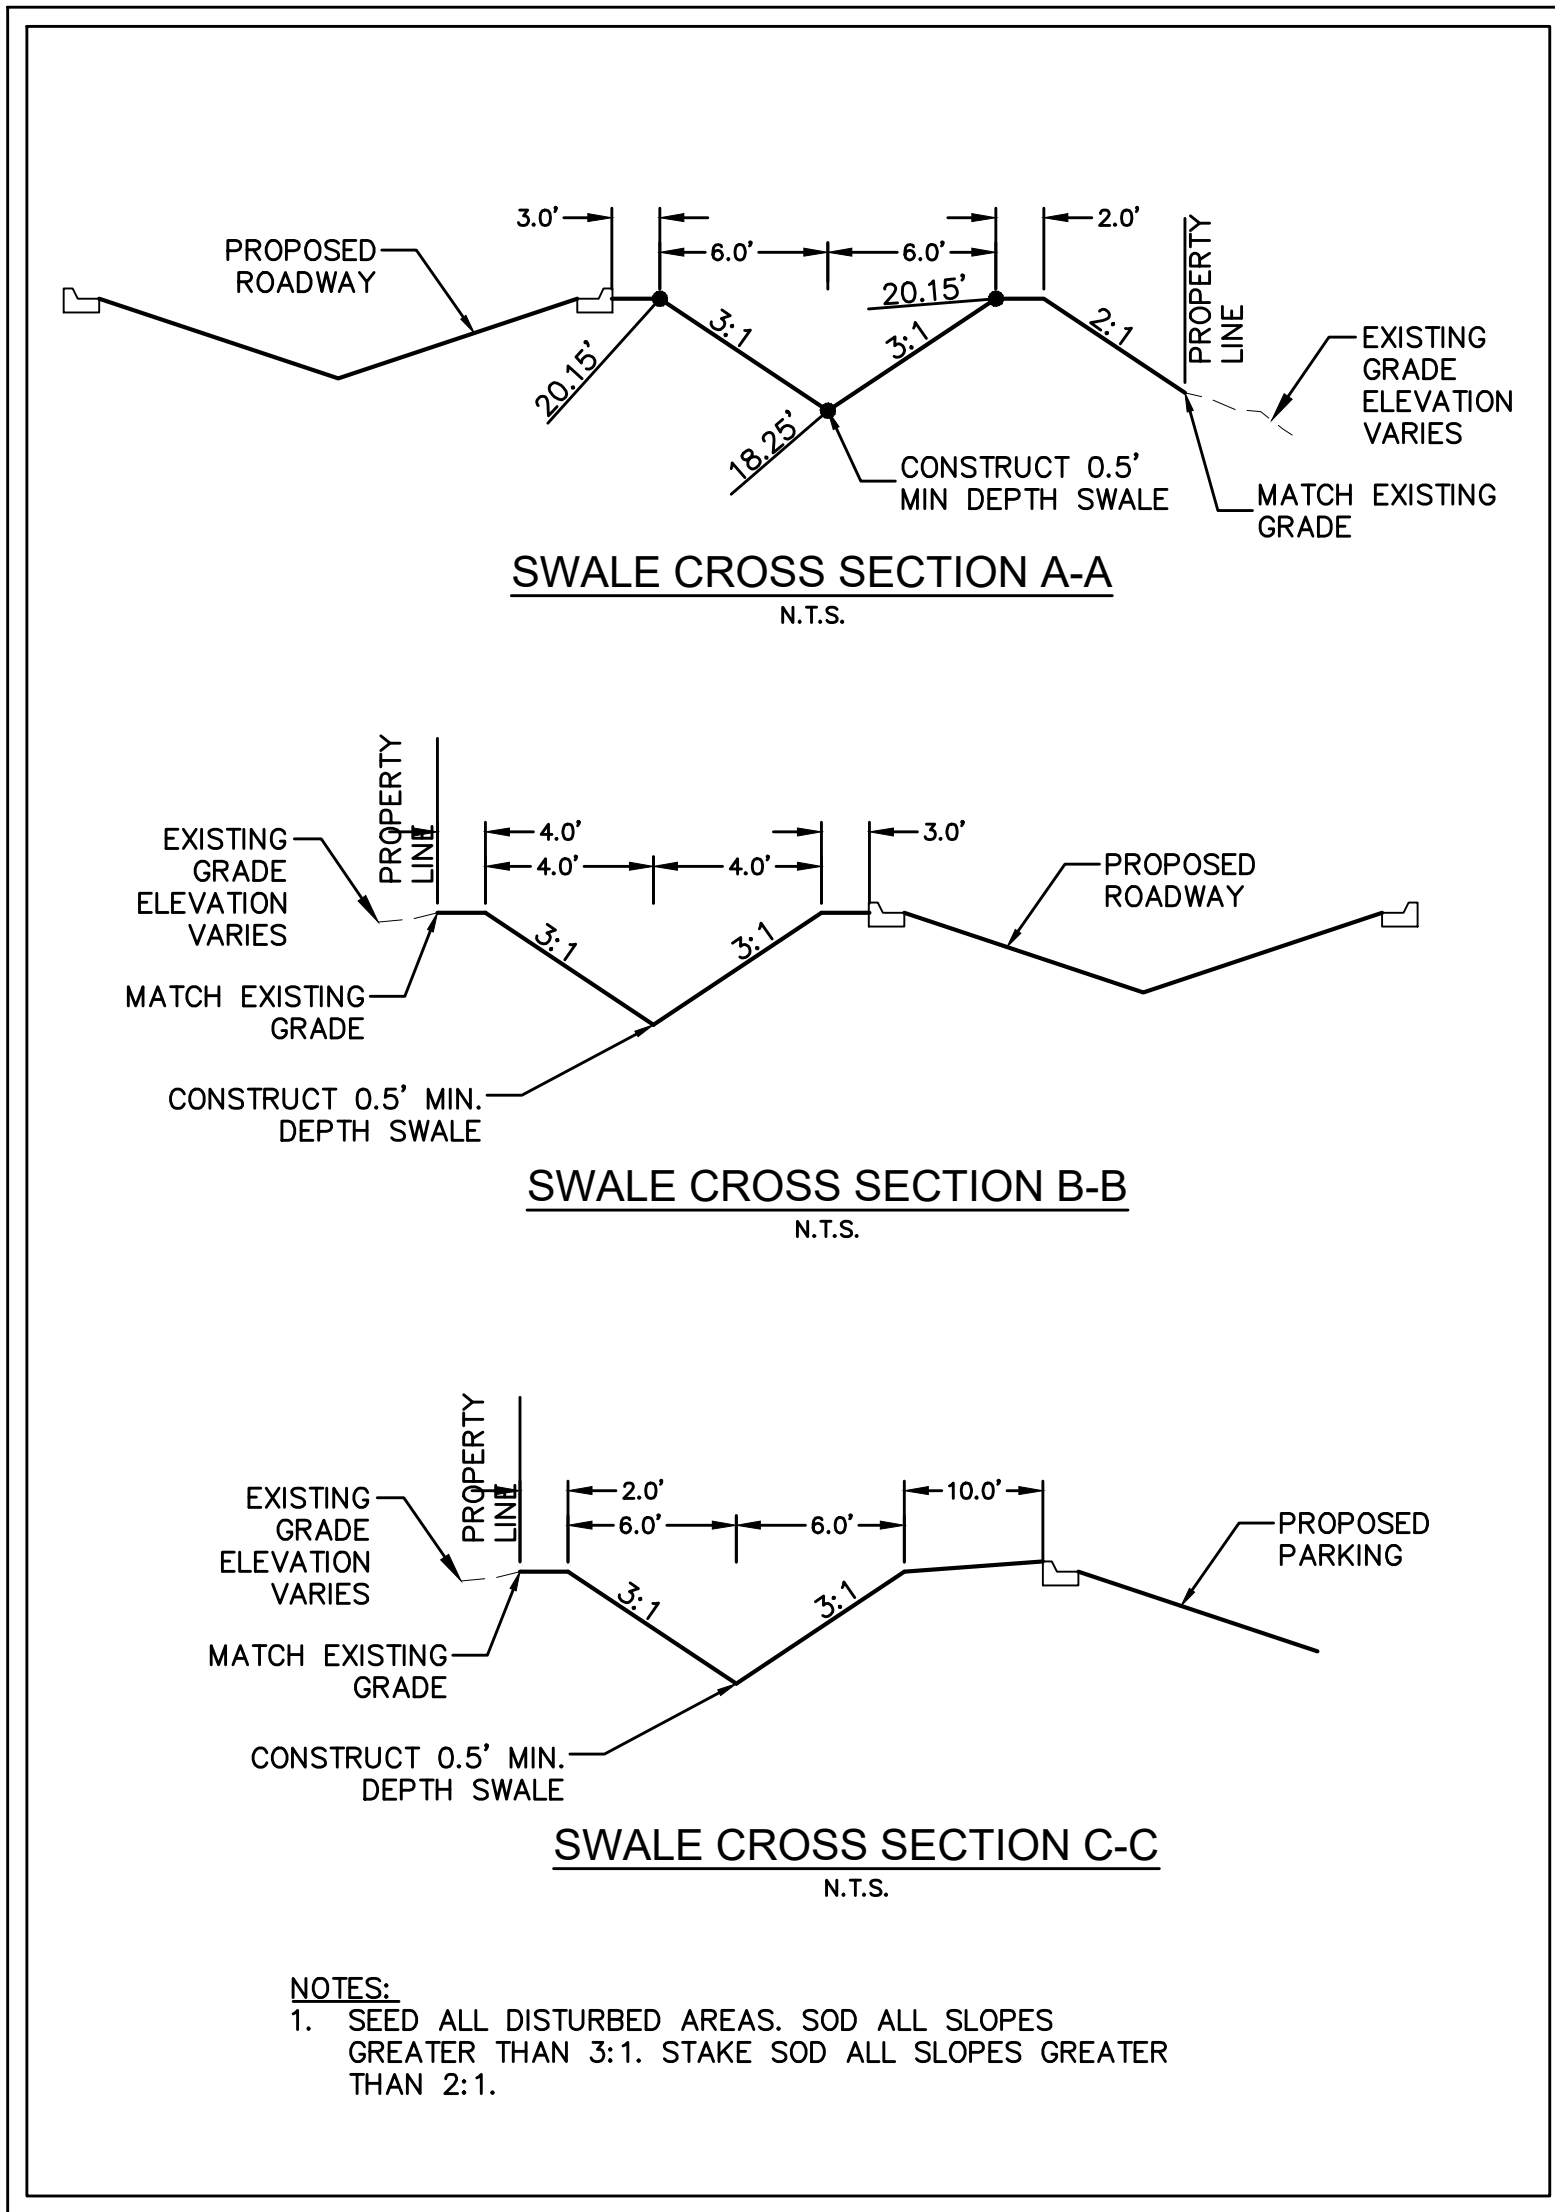 3.0'
2.0'
6.0'
6.0'
PROPOSED
ROADWAY
20.15'
3:1
3:1
2:1
PROPERTY
LINE
20.15'
18.25'
EXISTING
GRADE
ELEVATION
VARIES
CONSTRUCT 0.5'
MIN DEPTH SWALE
MATCH EXISTING
GRADE
SWALE CROSS SECTION A-A
N.T.S.
PROPERTY
LINE
4.0'
3.0'
4.0'
4.0'
EXISTING
GRADE
ELEVATION
VARIES
PROPOSED
ROADWAY
3:1
3:1
MATCH EXISTING
GRADE
CONSTRUCT 0.5' MIN.
DEPTH SWALE
SWALE CROSS SECTION B-B
N.T.S.
PROPERTY
LINE
2.0'
10.0'
6.0'
6.0'
EXISTING
GRADE
ELEVATION
VARIES
PROPOSED
PARKING
3:1
3:1
MATCH EXISTING
GRADE
CONSTRUCT 0.5' MIN.
DEPTH SWALE
SWALE CROSS SECTION C-C
N.T.S.
NOTES:
1. SEED ALL DISTURBED AREAS. SOD ALL SLOPES
GREATER THAN 3:1. STAKE SOD ALL SLOPES GREATER
THAN 2:1.